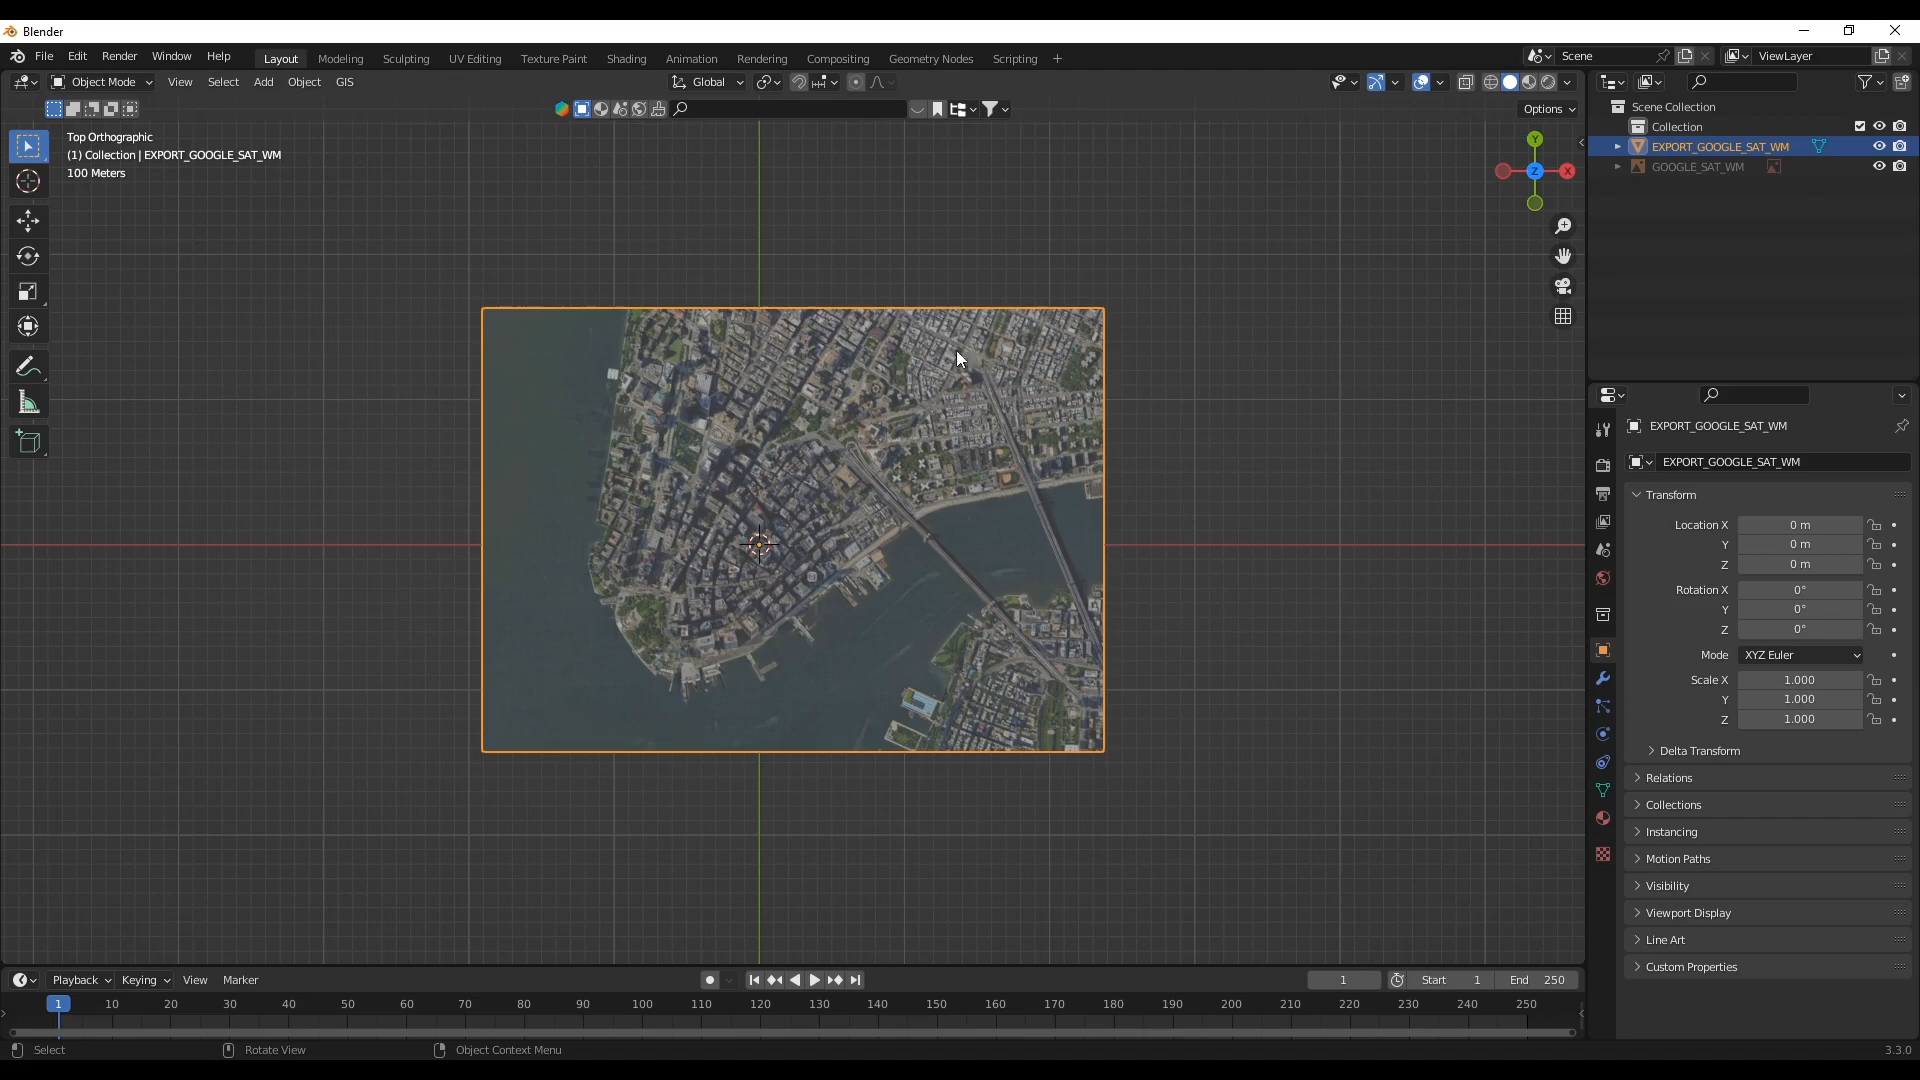 Blender
File Edit Render Window Help Layout Modeling Sculpting UV Editing Texture Paint Shading Animation Rendering Compositing Geometry Nodes Scripting + Scene ViewLayer
Object Mode View Select Add Object GIS Global
Options
Top Orthographic
(1) Collection | EXPORT_GOOGLE_SAT_WM
100 Meters
Y
X
Z
Scene Collection
Collection
EXPORT_GOOGLE_SAT_WM
GOOGLE_SAT_WM
EXPORT_GOOGLE_SAT_WM
EXPORT_GOOGLE_SAT_WM
Transform
Location X 0 m
Y 0 m
Z 0 m
Rotation X 0°
Y 0°
Z 0°
Mode XYZ Euler
Scale X 1.000
Y 1.000
Z 1.000
Delta Transform
Relations
Collections
Instancing
Motion Paths
Visibility
Viewport Display
Line Art
Custom Properties
Playback Keying View Marker 1 Start 1 End 250
1 10 20 30 40 50 60 70 80 90 100 110 120 130 140 150 160 170 180 190 200 210 220 230 240 250
Select Rotate View Object Context Menu 3.3.0